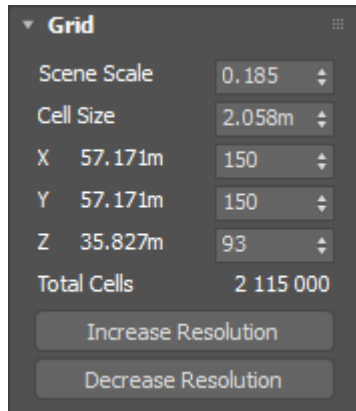 Grid
Scene Scale 0.185
Cell Size 2.058m
X 57.171m 150
Y 57.171m 150
Z 35.827m 93
Total Cells 2 115 000
Increase Resolution
Decrease Resolution